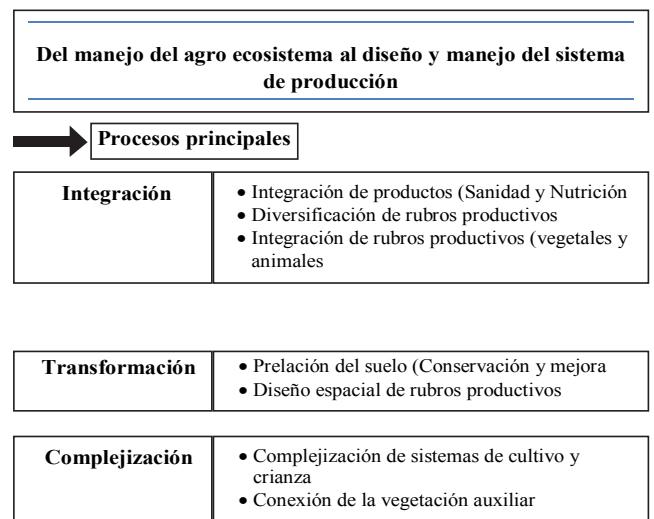 Del manejo del agro ecosistema al diseño y manejo del sistema
de producción
Procesos principales
Integración
• Integración de productos (Sanidad y Nutrición
• Diversificación de rubros productivos
• Integración de rubros productivos (vegetales y
animales
Transformación
• Prelación del suelo (Conservación y mejora
• Diseño espacial de rubros productivos
Complejización
• Complejización de sistemas de cultivo y
crianza
• Conexión de la vegetación auxiliar